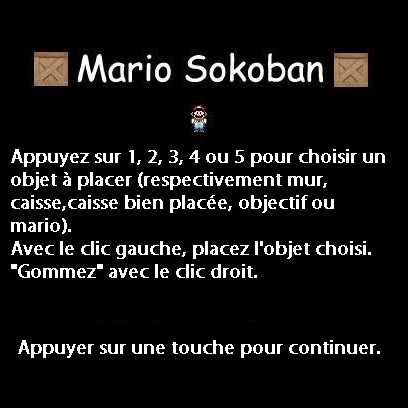 Mario Sokoban
Appuyez sur 1, 2, 3, 4 ou 5 pour choisir un
objet à placer (respectivement mur,
caisse,caisse bien placée, objectif ou
mario).
Avec le clic gauche, placez l'objet choisi.
"Gommez" avec le clic droit.
Appuyer sur une touche pour continuer.